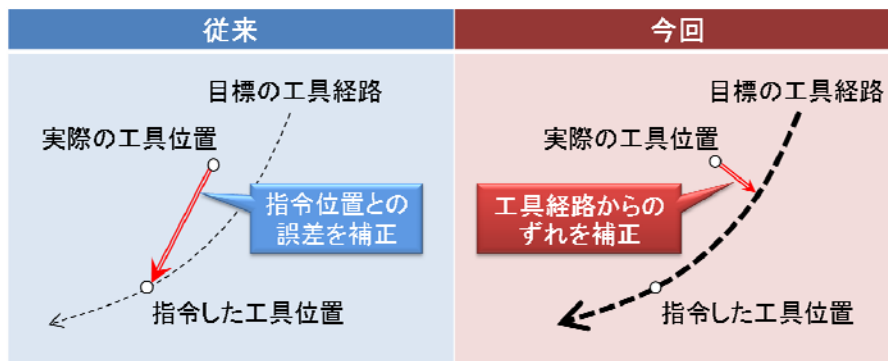 従来
目標の工具経路
実際の工具位置
指令位置との
誤差を補正
指令した工具位置
今回
目標の工具経路
実際の工具位置
工具経路からの
ずれを補正
指令した工具位置